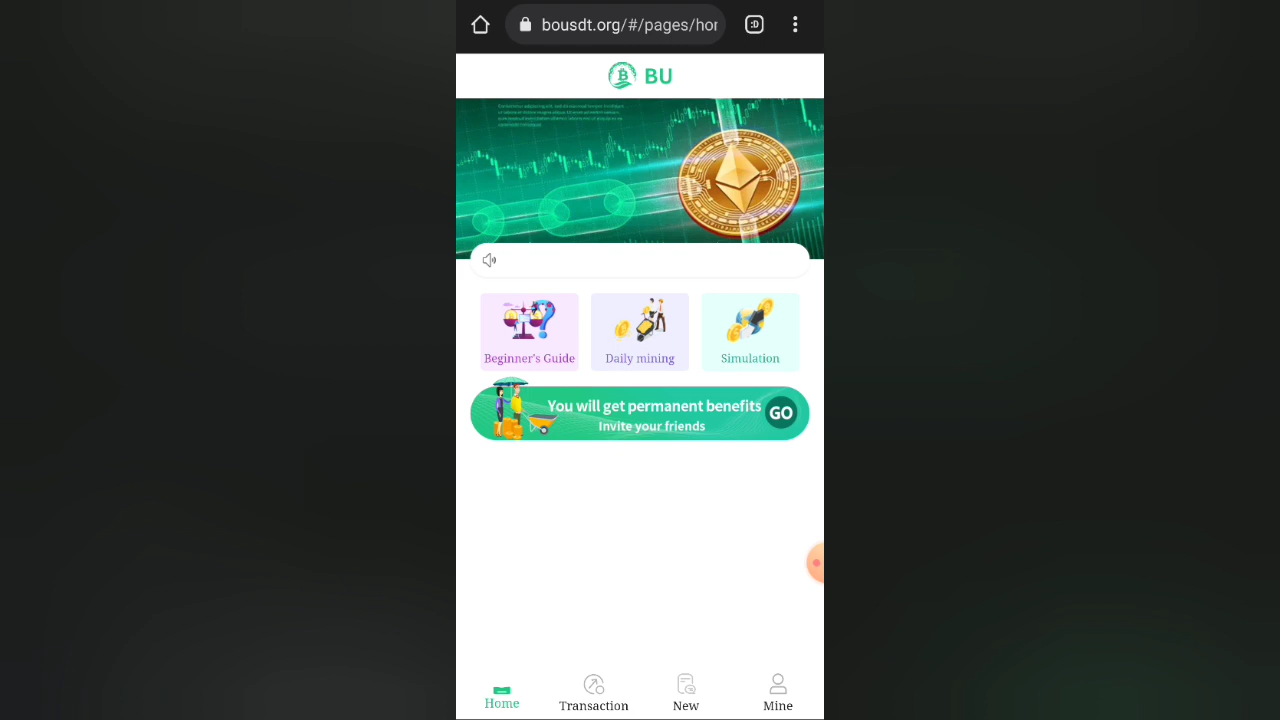 bousdt.org/#/pages/hor
:D
BU
Beginner's Guide
Daily mining
Simulation
You will get permanent benefits
GO
Invite your friends
Home
Transaction
New
Mine